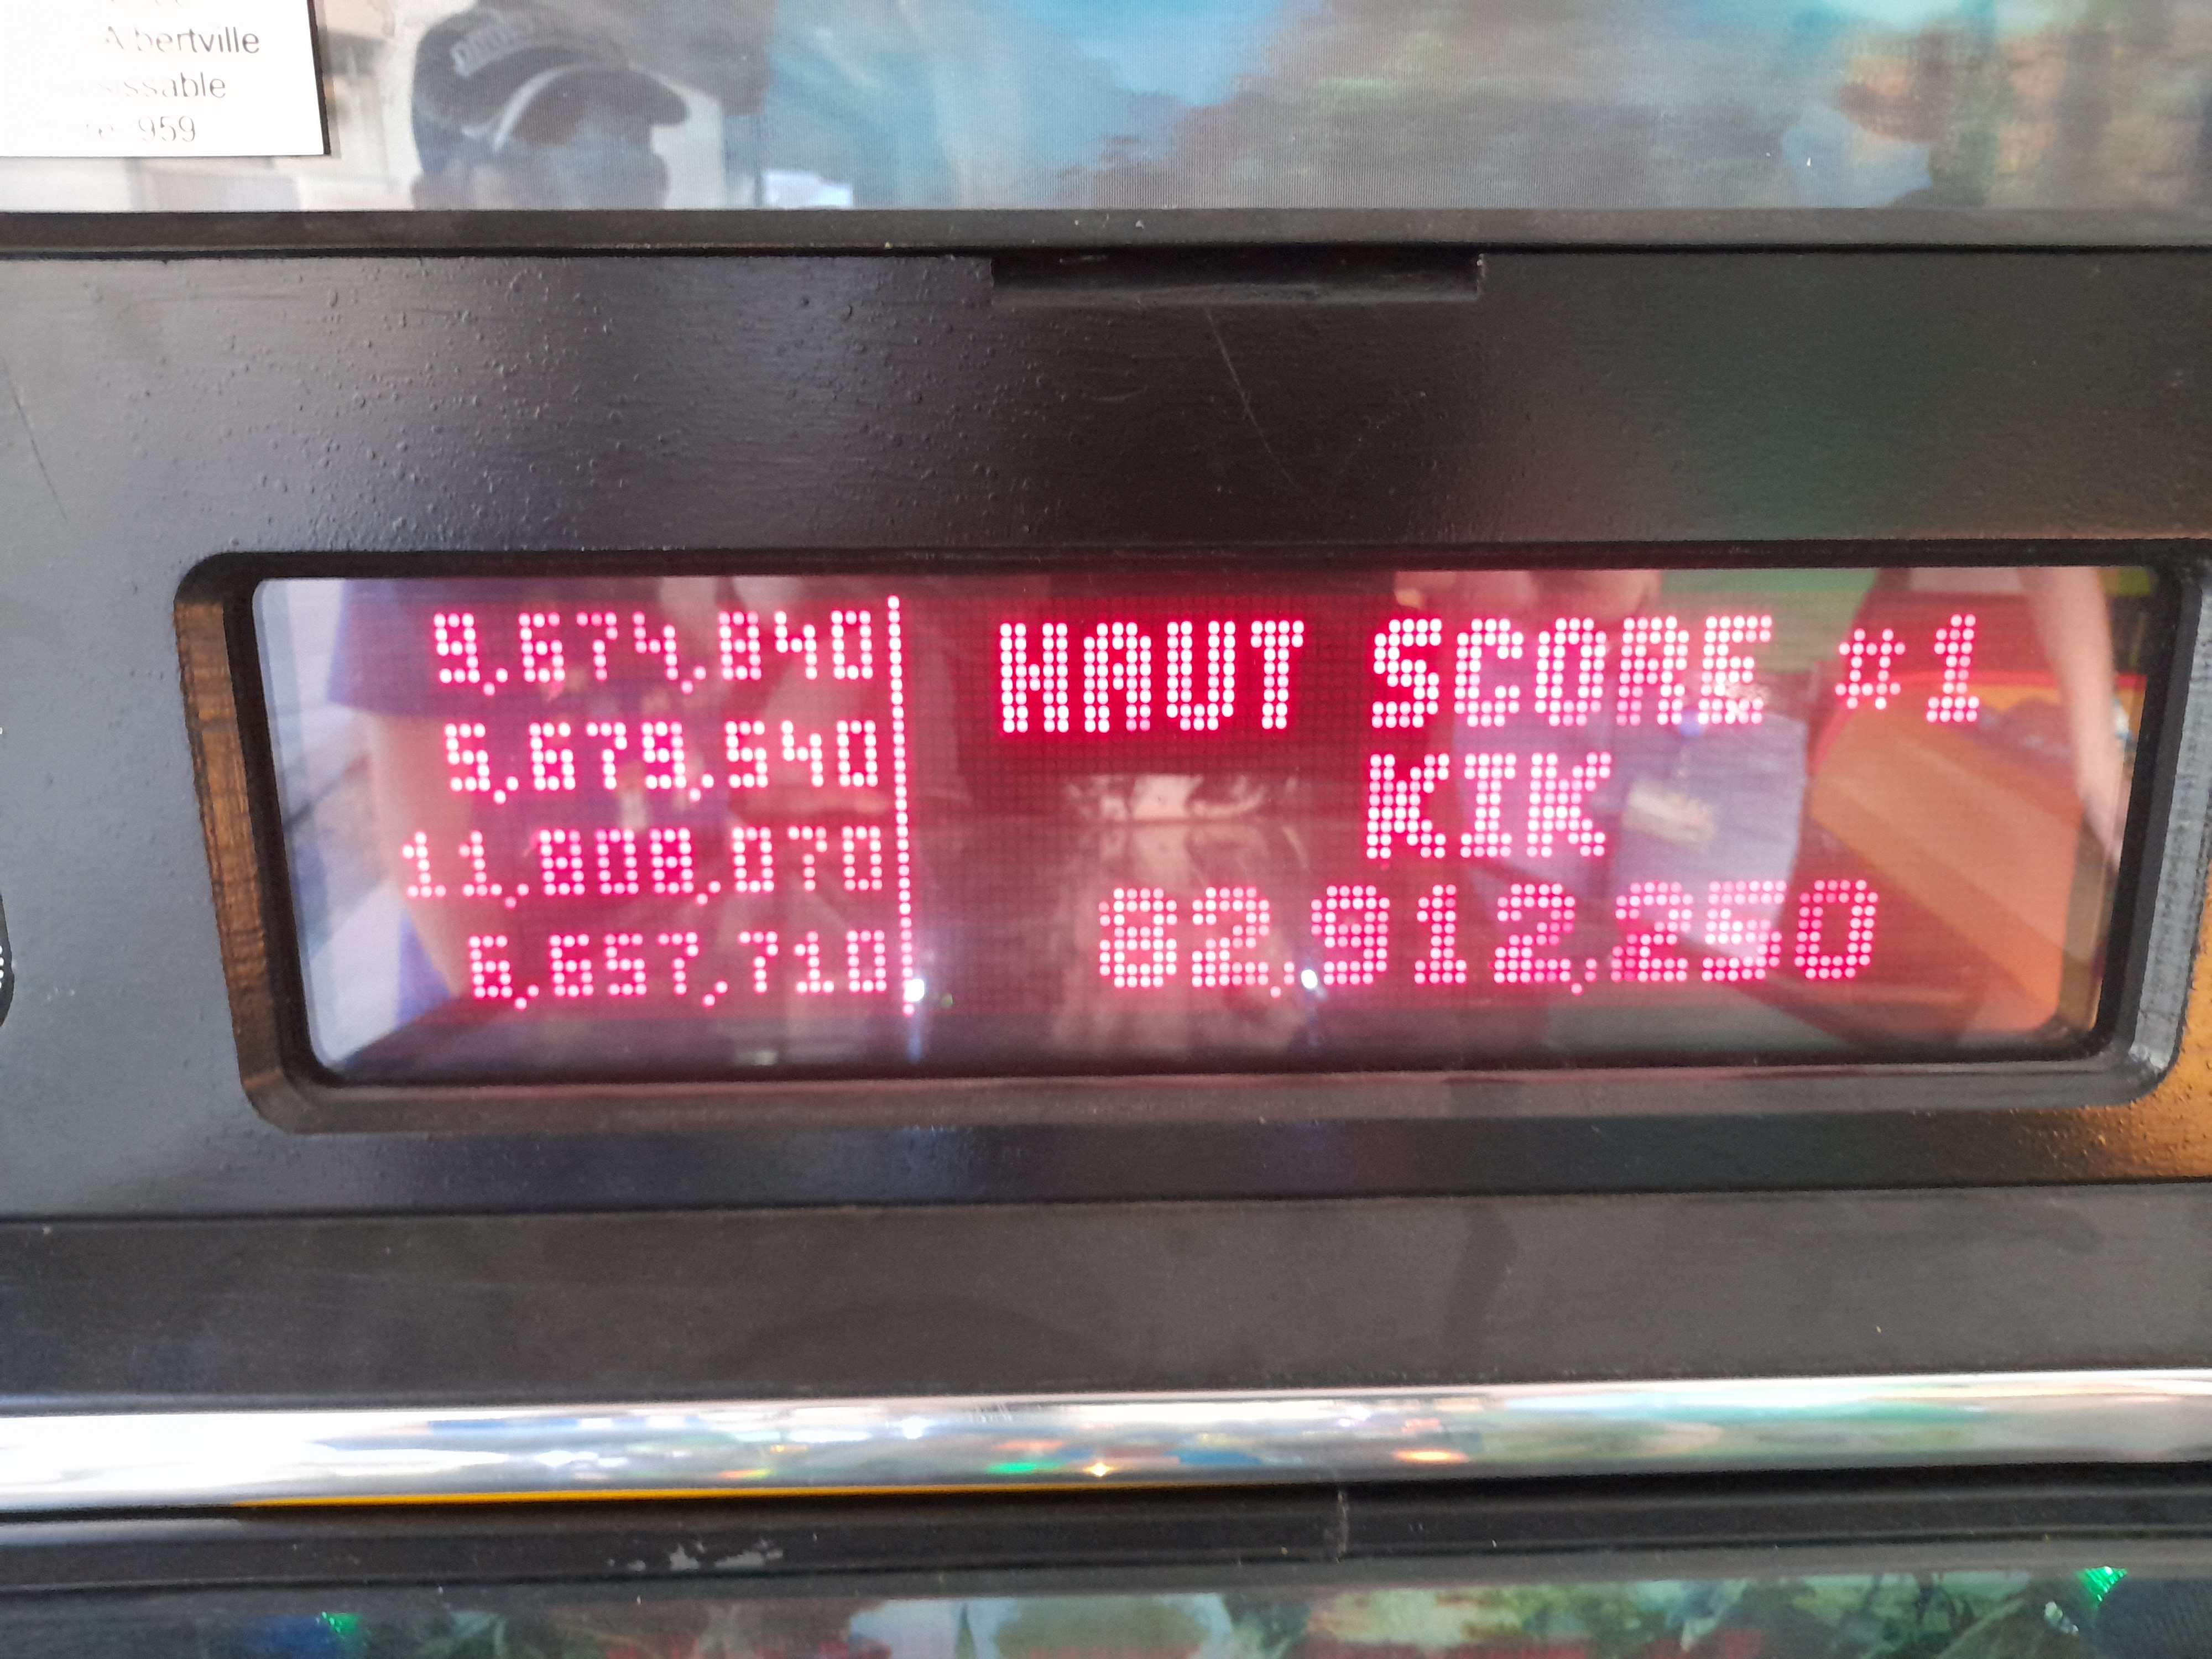 Albertville
959
9,674,840
5,679,540
11,808,070
6,657,710
HAUT SCORE #1
KIK
82,912,250